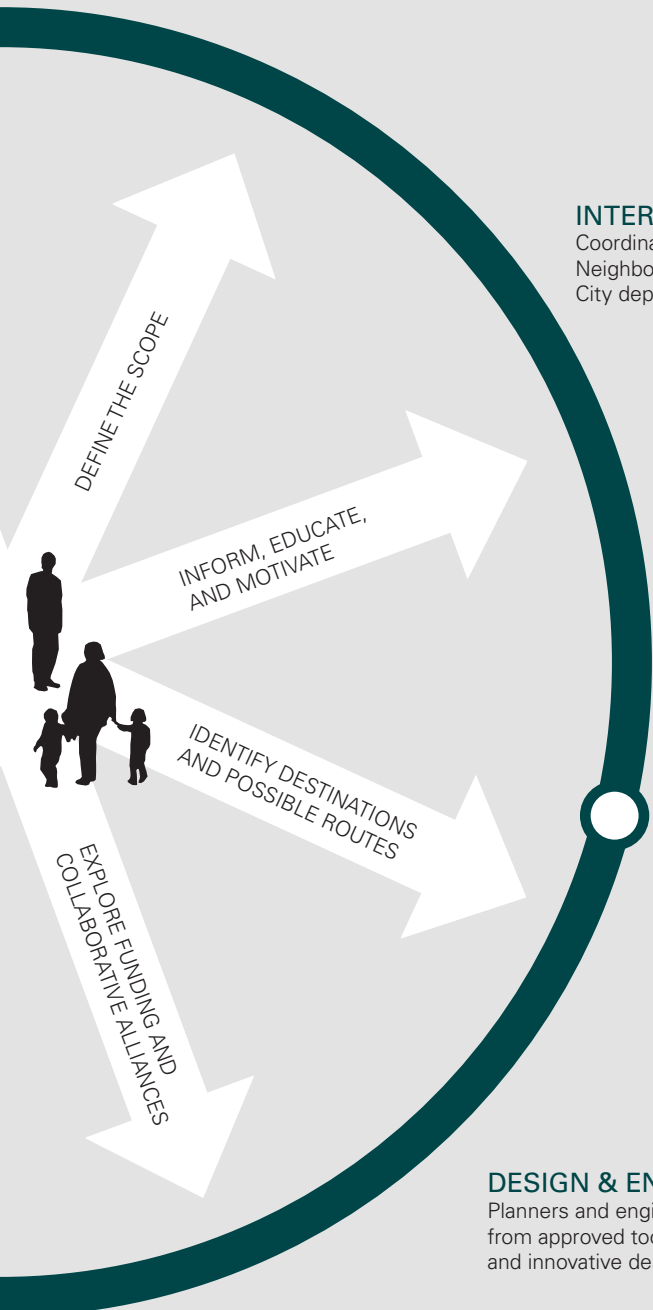 DEFINE THE SCOPE
INFORM, EDUCATE,
AND MOTIVATE
IDENTIFY DESTINATIONS
AND POSSIBLE ROUTES
EXPLORE FUNDING AND
COLLABORATIVE ALLIANCES
INTER
Coordina
Neighbo
City dep
DESIGN & EN
Planners and engi
from approved too
and innovative de